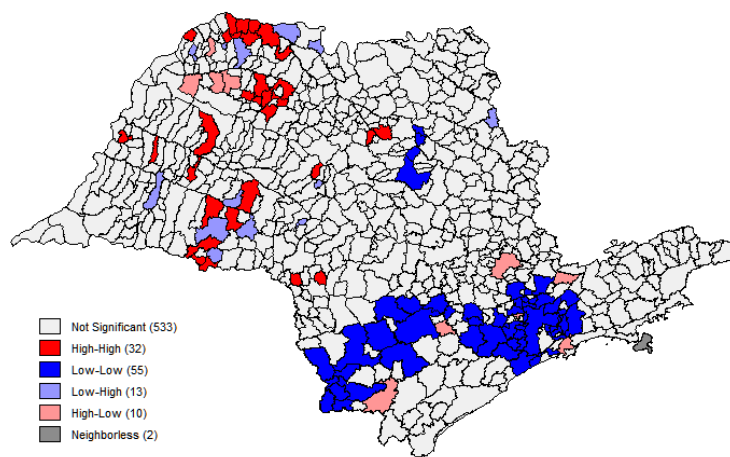 Not Significant (533)
High-High (32)
Low-Low (55)
Low-High (13)
High-Low (10)
Neighborless (2)